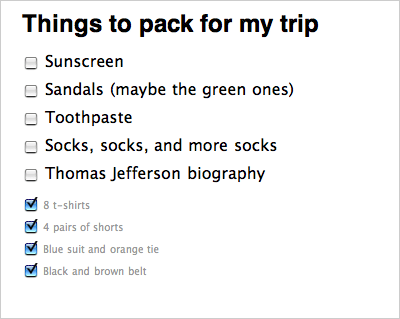 Things to pack for my trip
Sunscreen
Sandals (maybe the green ones)
Toothpaste
Socks, socks, and more socks
Thomas Jefferson biography
8 t-shirts
4 pairs of shorts
Blue suit and orange tie
Black and brown belt